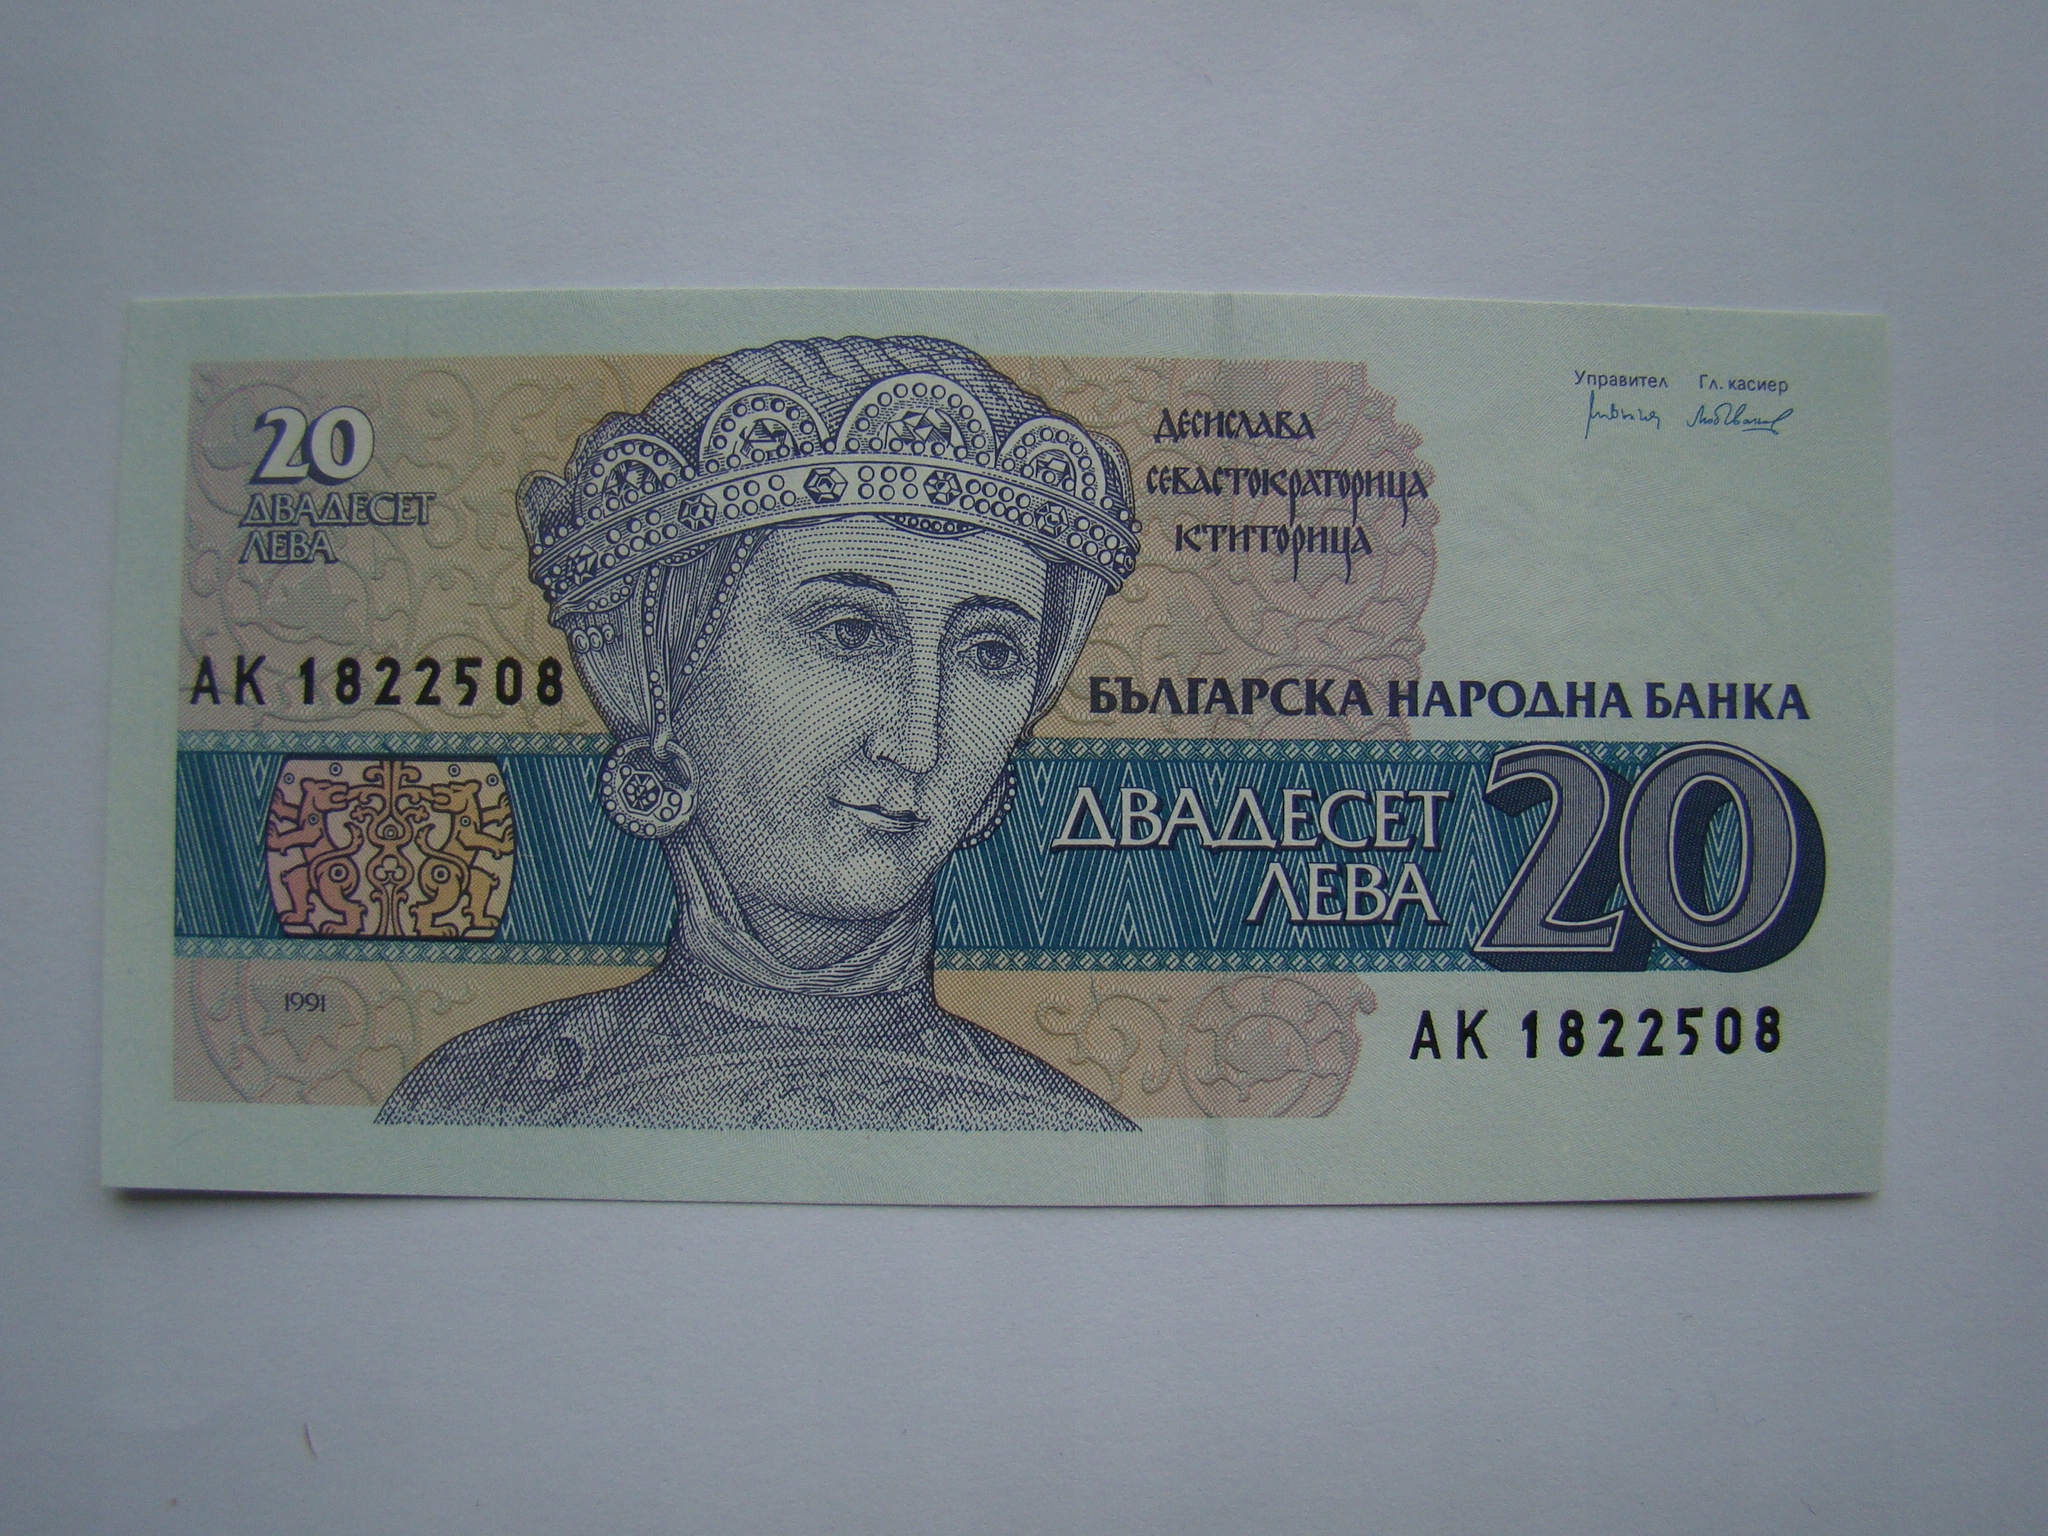 20
ДВАДЕСЕТ
ЛЕВА
ДЕСИСЛАВА
СЕВАСТОКРАТОРИЦА
КТИТОРИЦА
Управител Гл. касиер
АК 1822508
БЪЛГАРСКА НАРОДНА БАНКА
ДВАДЕСЕТ
ЛЕВА
20
1991
АК 1822508